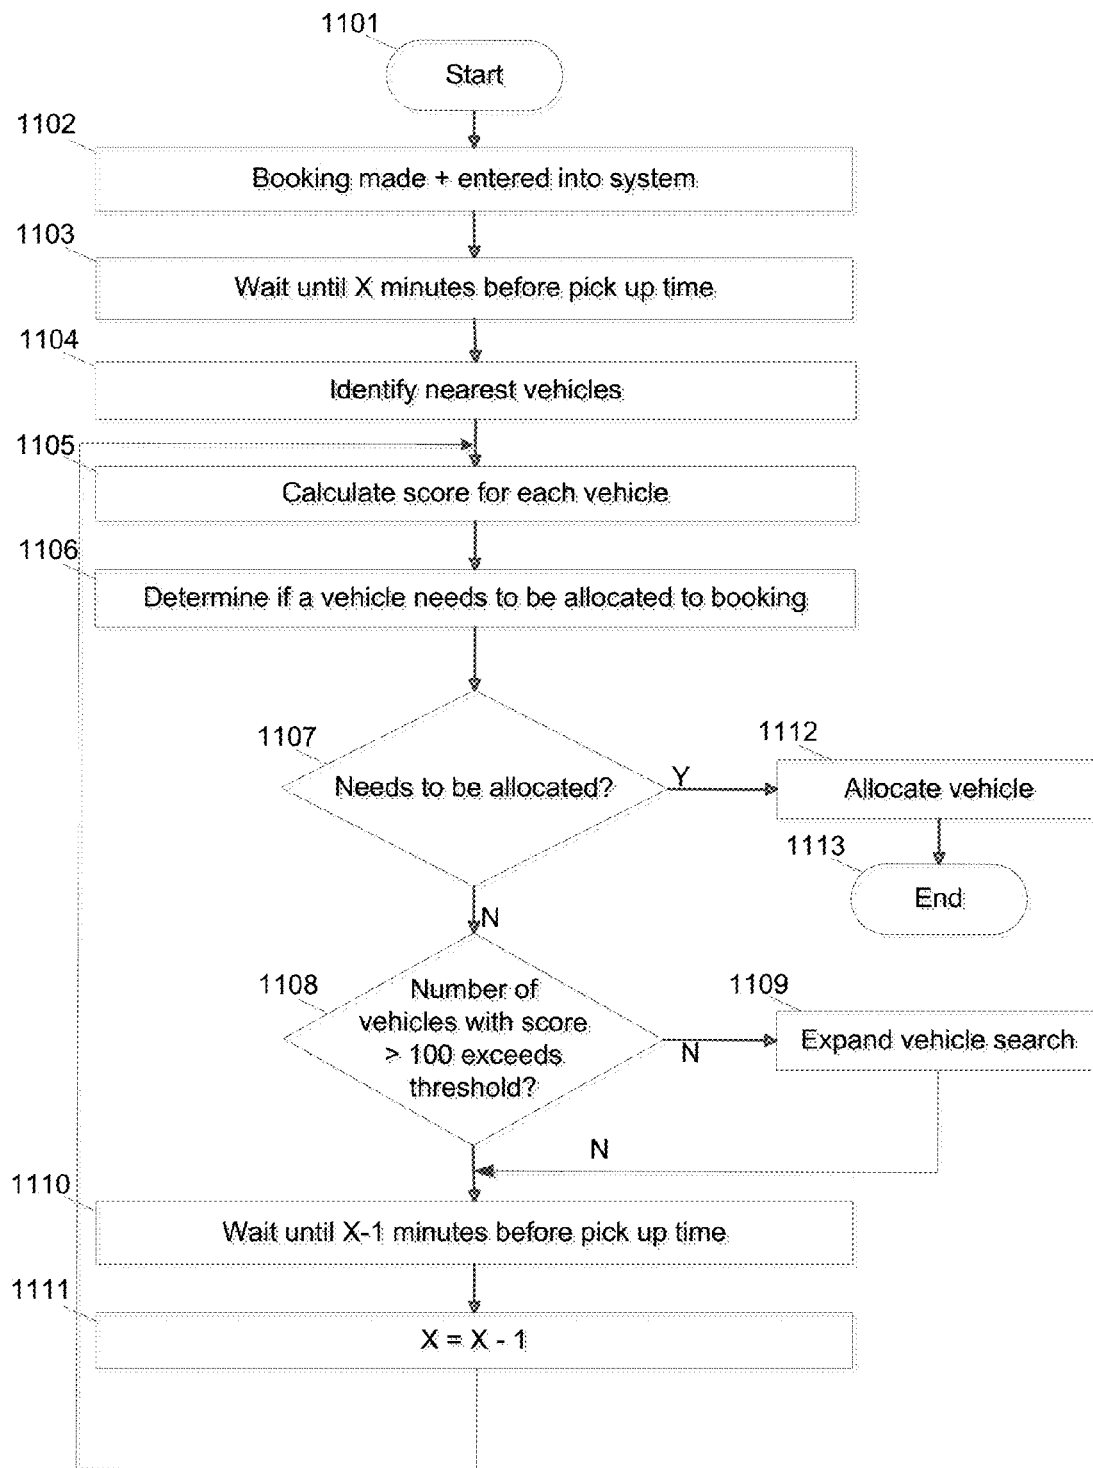 1101
Start
1102
Booking made + entered into system
1103
Wait until X minutes before pick up time
1104
Identify nearest vehicles
1105
Calculate score for each vehicle
1106
Determine if a vehicle needs to be allocated to booking
1107
Needs to be allocated?
Y
1112
Allocate vehicle
1113
End
N
1108
Number of
vehicles with score
> 100 exceeds
threshold?
N
1109
Expand vehicle search
N
1110
Wait until X-1 minutes before pick up time
1111
X = X - 1